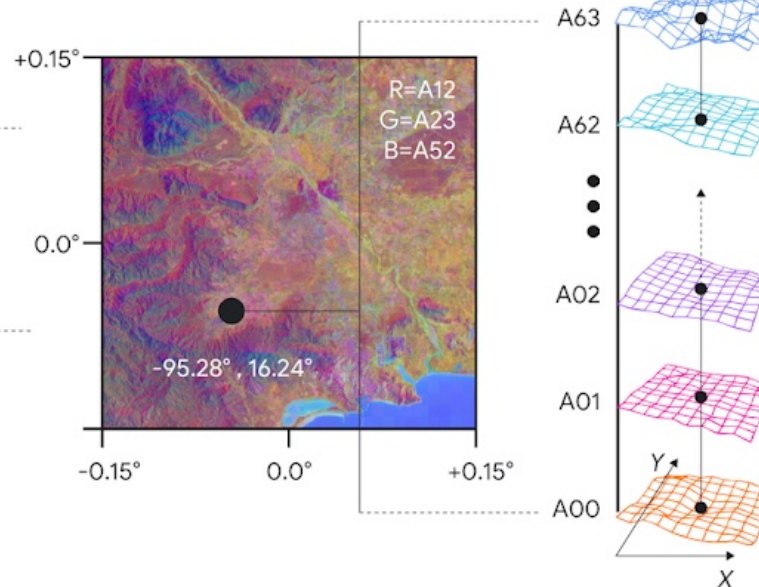 +0.15°
0.0°
-0.15°
0.0°
+0.15°
R=A12
G=A23
B=A52
-95.28°, 16.24°
A63
A62
A02
A01
A00
Y
X